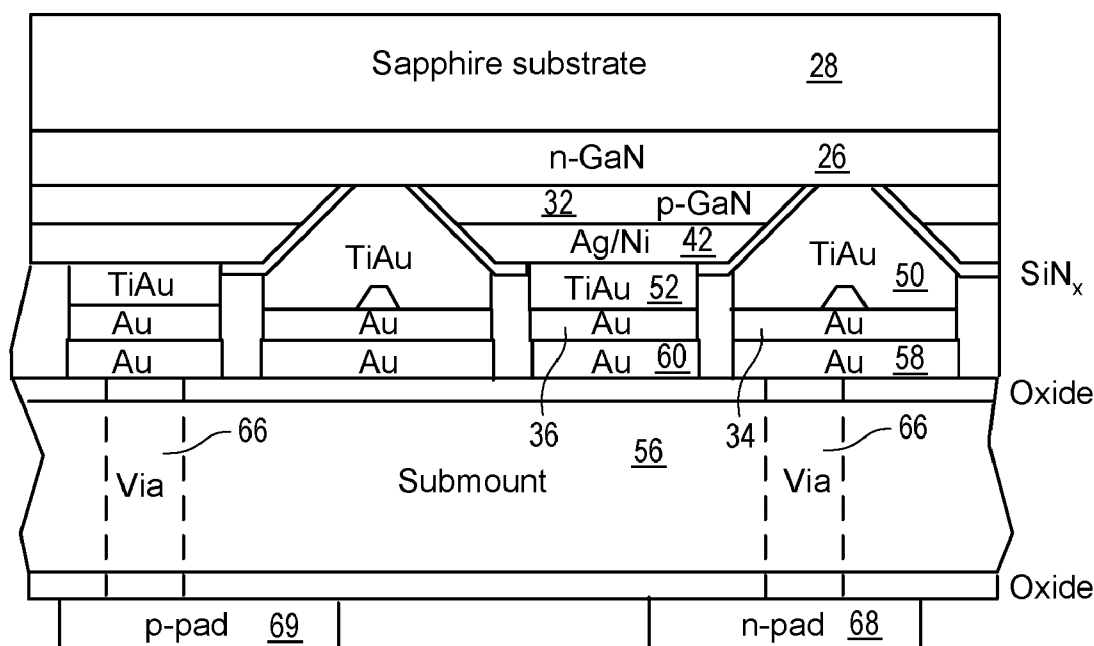 Sapphire substrate 28
n-GaN 26
32 p-GaN
Ag/Ni 42
TiAu TiAu 50 SiNx
TiAu TiAu 52
Au Au Au Au
Au Au Au 60 Au 58
Oxide
66 36 56 34 66
Via Submount Via
Oxide
p-pad 69 n-pad 68